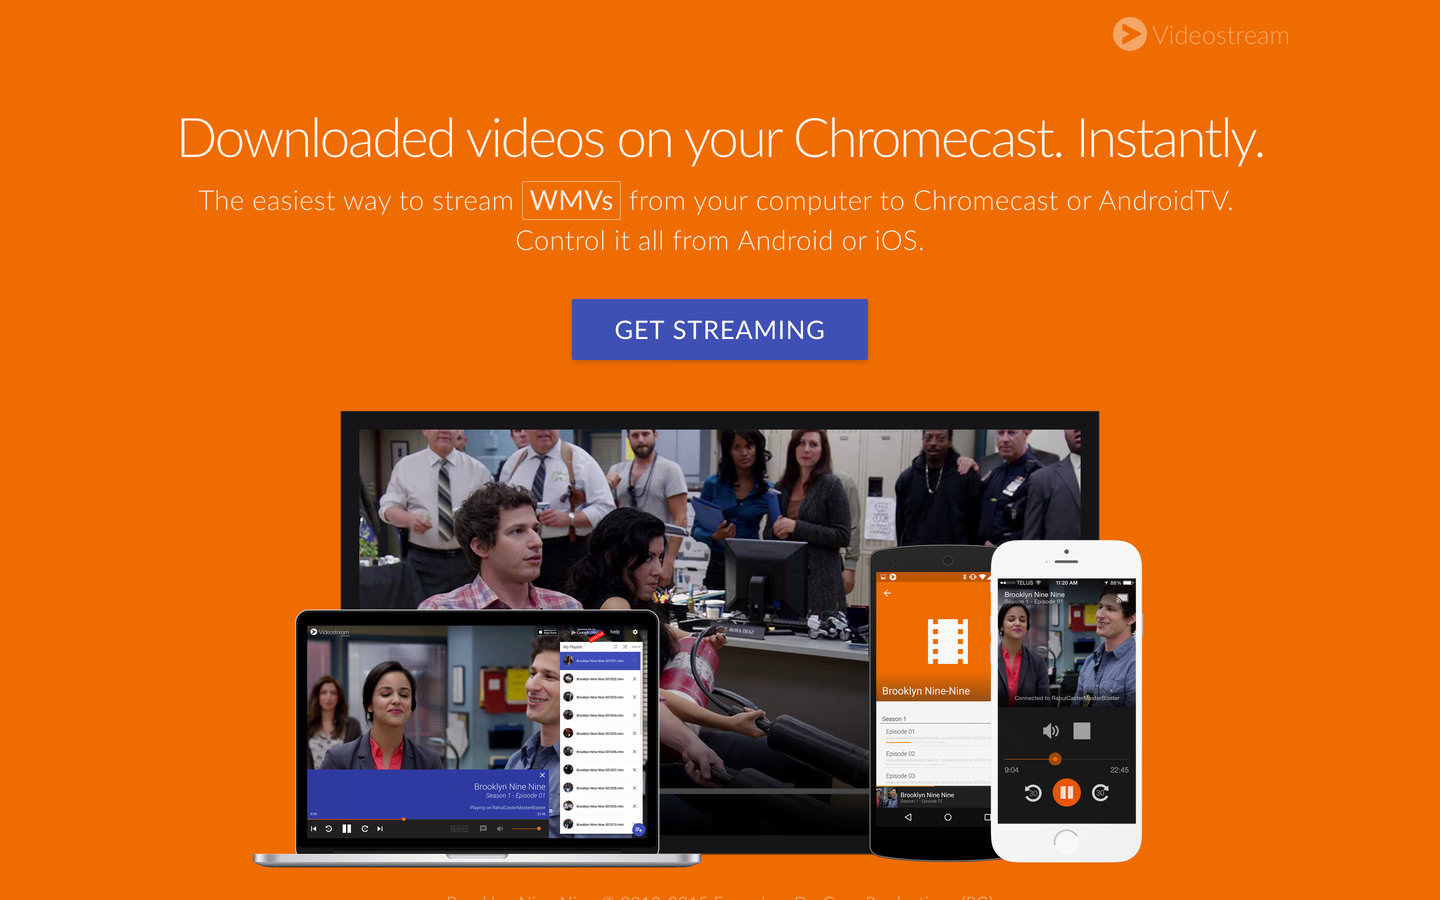 Videostream
Downloaded videos on your Chromecast. Instantly.
The easiest way to stream WMVs from your computer to Chromecast or AndroidTV.
Control it all from Android or iOS.
GET STREAMING
ROSA DIAZ
Videostream
help
My Playlist
Brooklyn Nine Nine
Season 1 - Episode 01
Playing on RahulCasterMasterBlaster
Brooklyn Nine-Nine
Season 1
Episode 01
Episode 02
Episode 03
Brooklyn Nine Nine
Season 1 - Episode 01
TELUS 11:20 AM 88%
Brooklyn Nine Nine
Season 1 - Episode 01
Connected to RahulCasterMasterBlaster
9:04 22:45
30 30